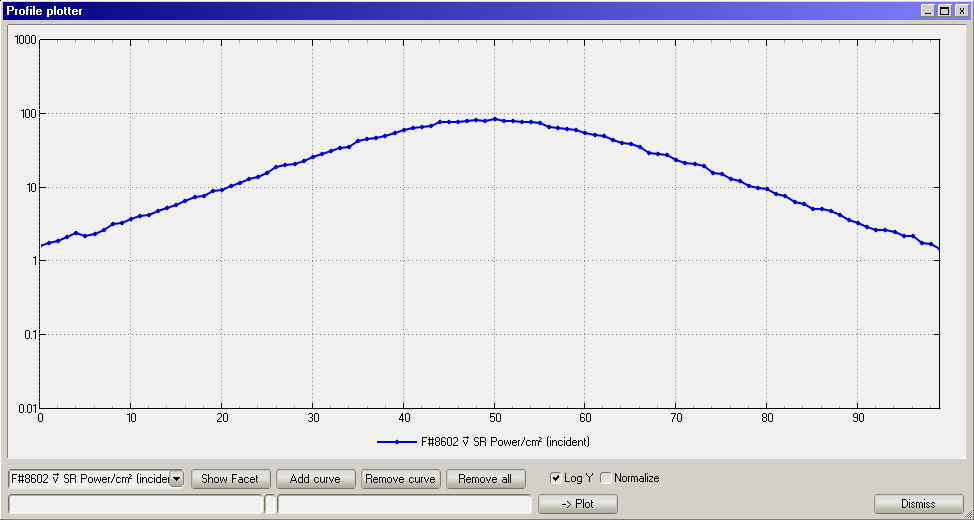 Profile plotter
1000
100
10
1
0.1
0.01
0 10 20 30 40 50 60 70 80 90
F#8602 v⃗ SR Power/cm² (incident)
F#8602 v⃗ SR Power/cm² (incider Show Facet Add curve Remove curve Remove all Log Y Normalize
-> Plot Dismiss